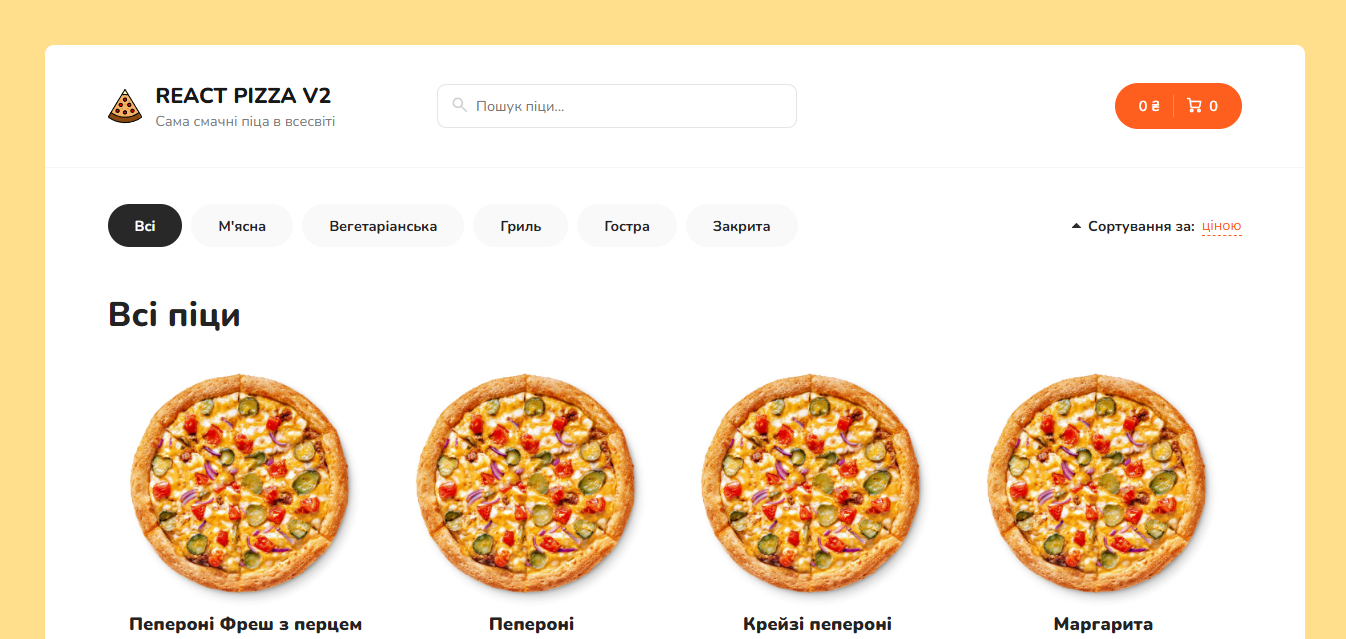 REACT PIZZA V2
Сама смачні піца в всесвіті
Пошук піци...
0 ₴ 0
Всі М'ясна Вегетаріанська Гриль Гостра Закрита Сортування за: ціною
Всі піци
Пепероні Фреш з перцем Пепероні Крейзі пепероні Маргарита